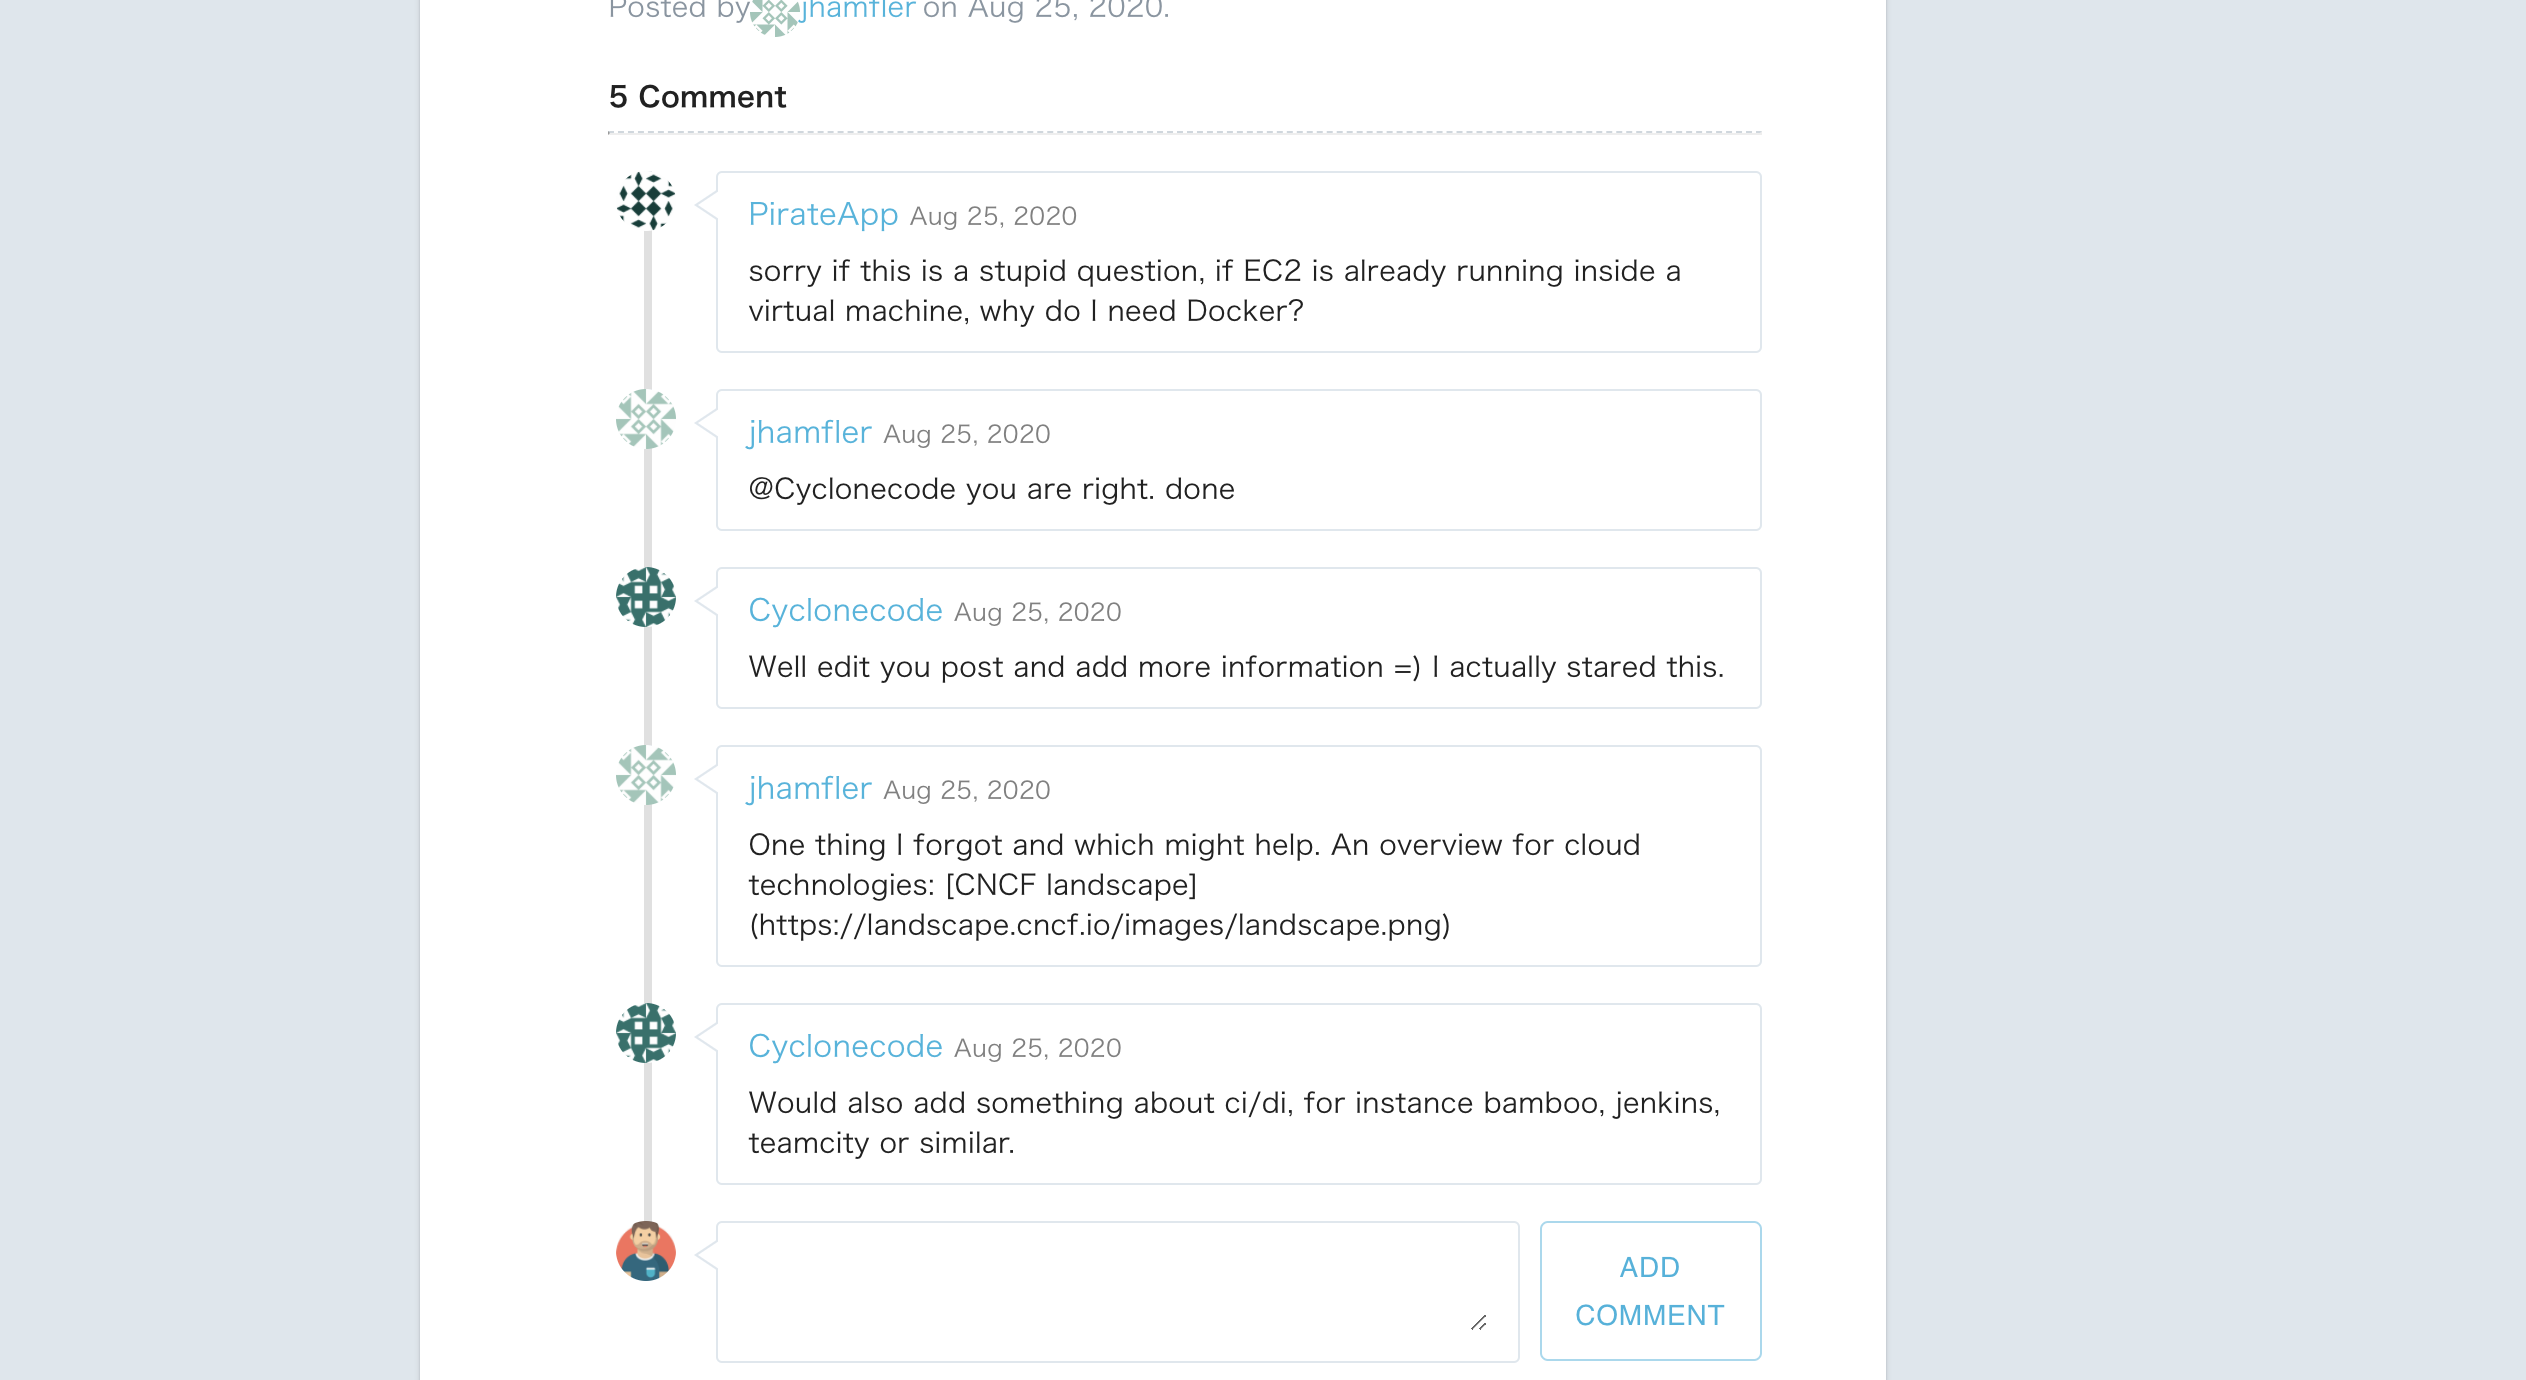 Posted by jhamfler on Aug 25, 2020.
5 Comment
PirateApp Aug 25, 2020
sorry if this is a stupid question, if EC2 is already running inside a
virtual machine, why do I need Docker?
jhamfler Aug 25, 2020
@Cyclonecode you are right. done
Cyclonecode Aug 25, 2020
Well edit you post and add more information =) I actually stared this.
jhamfler Aug 25, 2020
One thing I forgot and which might help. An overview for cloud
technologies: [CNCF landscape]
(https://landscape.cncf.io/images/landscape.png)
Cyclonecode Aug 25, 2020
Would also add something about ci/di, for instance bamboo, jenkins,
teamcity or similar.
ADD
COMMENT